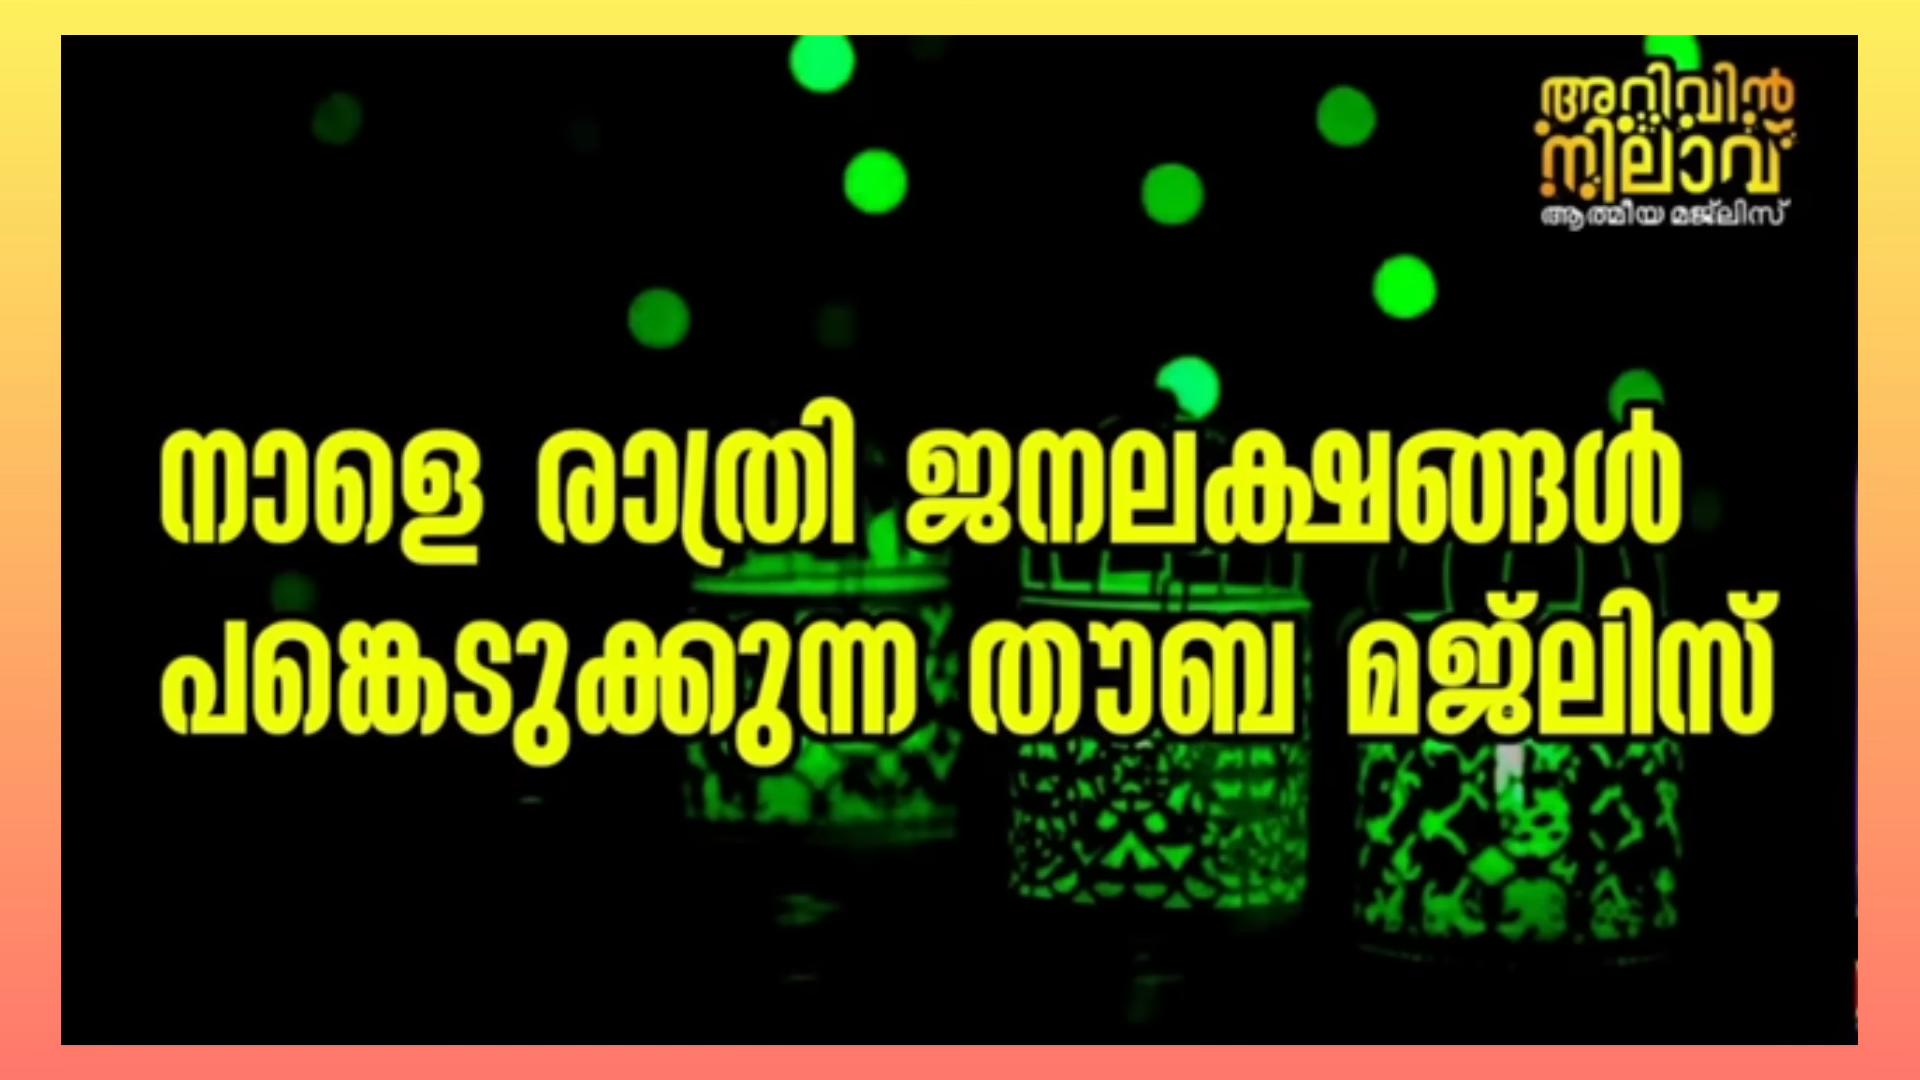 അറിവിൻ
നിലാവ്
ആത്മീയ മജ്ലിസ്
നാളെ രാത്രി ജനലക്ഷങ്ങൾ
പങ്കെടുക്കുന്ന തൗബ മജ്ലിസ്